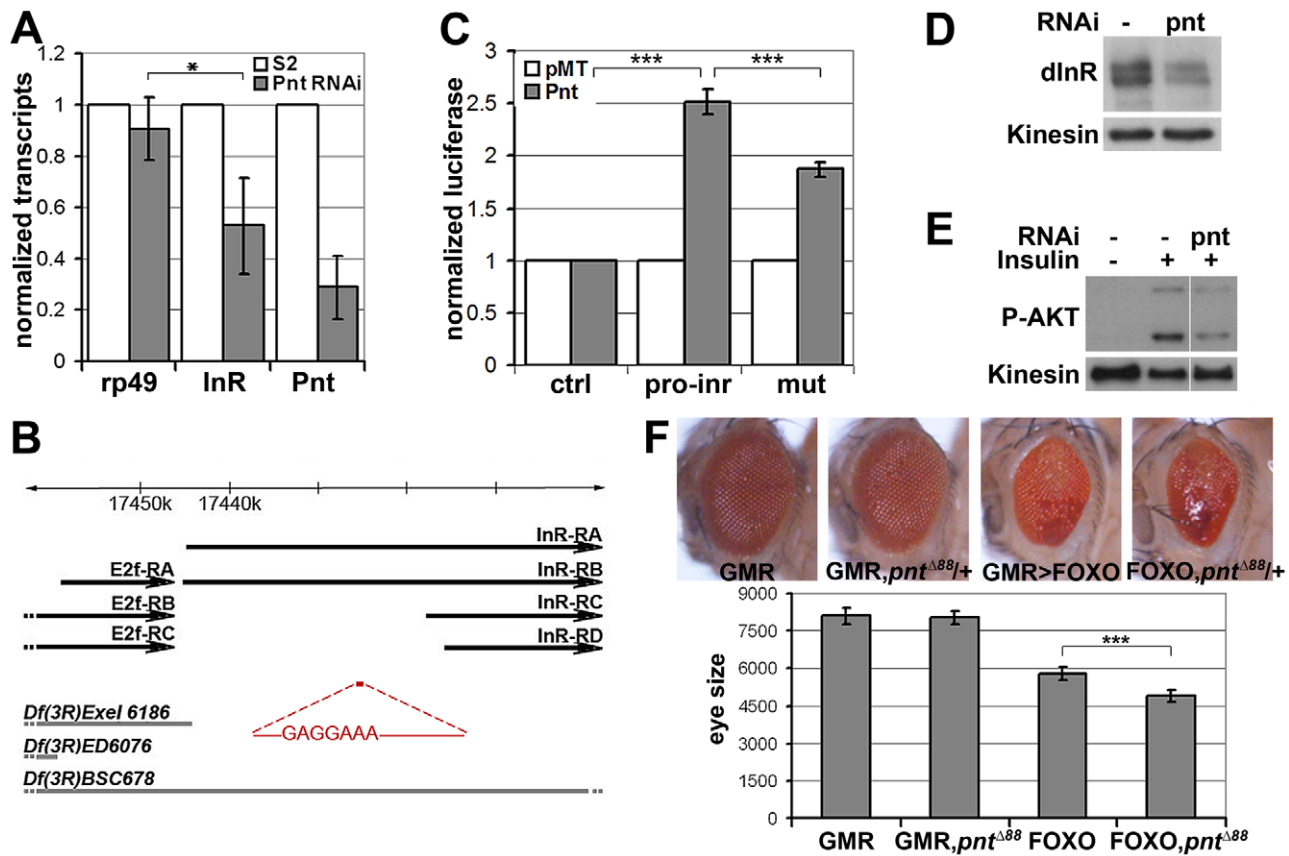 A
normalized transcripts
1.2
1
0.8
0.6
0.4
0.2
0
S2
Pnt RNAi
*
rp49
InR
Pnt
C
normalized luciferase
3
2.5
2
1.5
1
0.5
0
pMT
Pnt
***
***
ctrl
pro-inr
mut
D
RNAi - pnt
dInR
Kinesin
E
RNAi - - pnt
Insulin - + +
P-AKT
Kinesin
B
17450k 17440k
InR-RA
E2f-RA InR-RB
E2f-RB InR-RC
E2f-RC InR-RD
Df(3R)Exel 6186
GAGGAAA
Df(3R)ED6076
Df(3R)BSC678
F
GMR
GMR,pntΔ88/+
GMR>FOXO
FOXO,pntΔ88/+
eye size
9000
7500
6000
4500
3000
1500
0
***
GMR
GMR,pntΔ88
FOXO
FOXO,pntΔ88